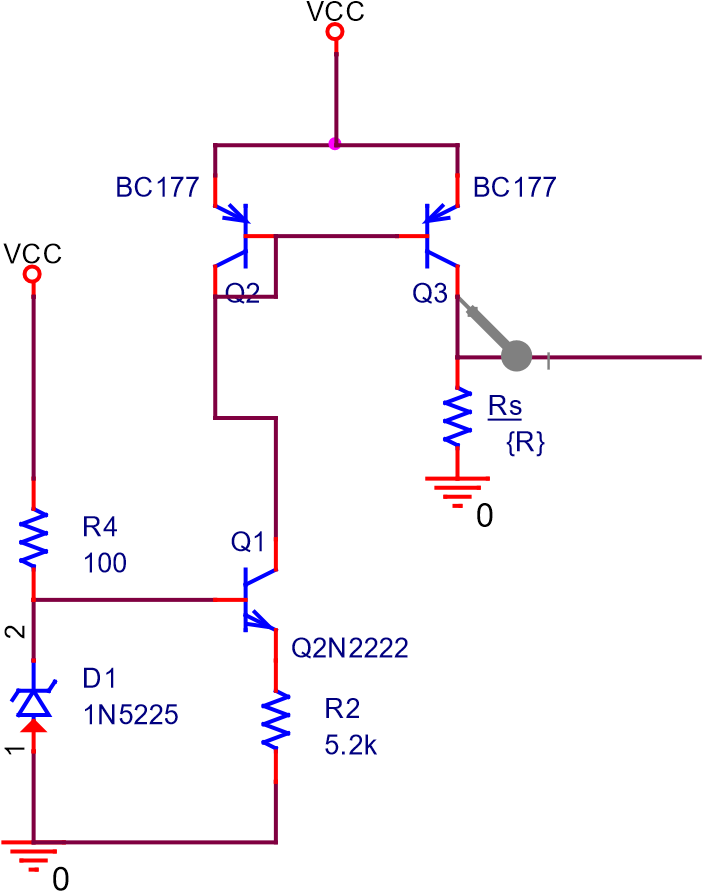 VCC
BC177
BC177
VCC
Q2
Q3
Rs
{R}
0
R4
100
Q1
2
Q2N2222
D1
1N5225
R2
5.2k
1
0